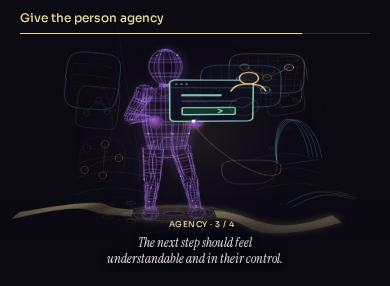 Give the person agency
AGENCY · 3 / 4
The next step should feel
understandable and in their control.